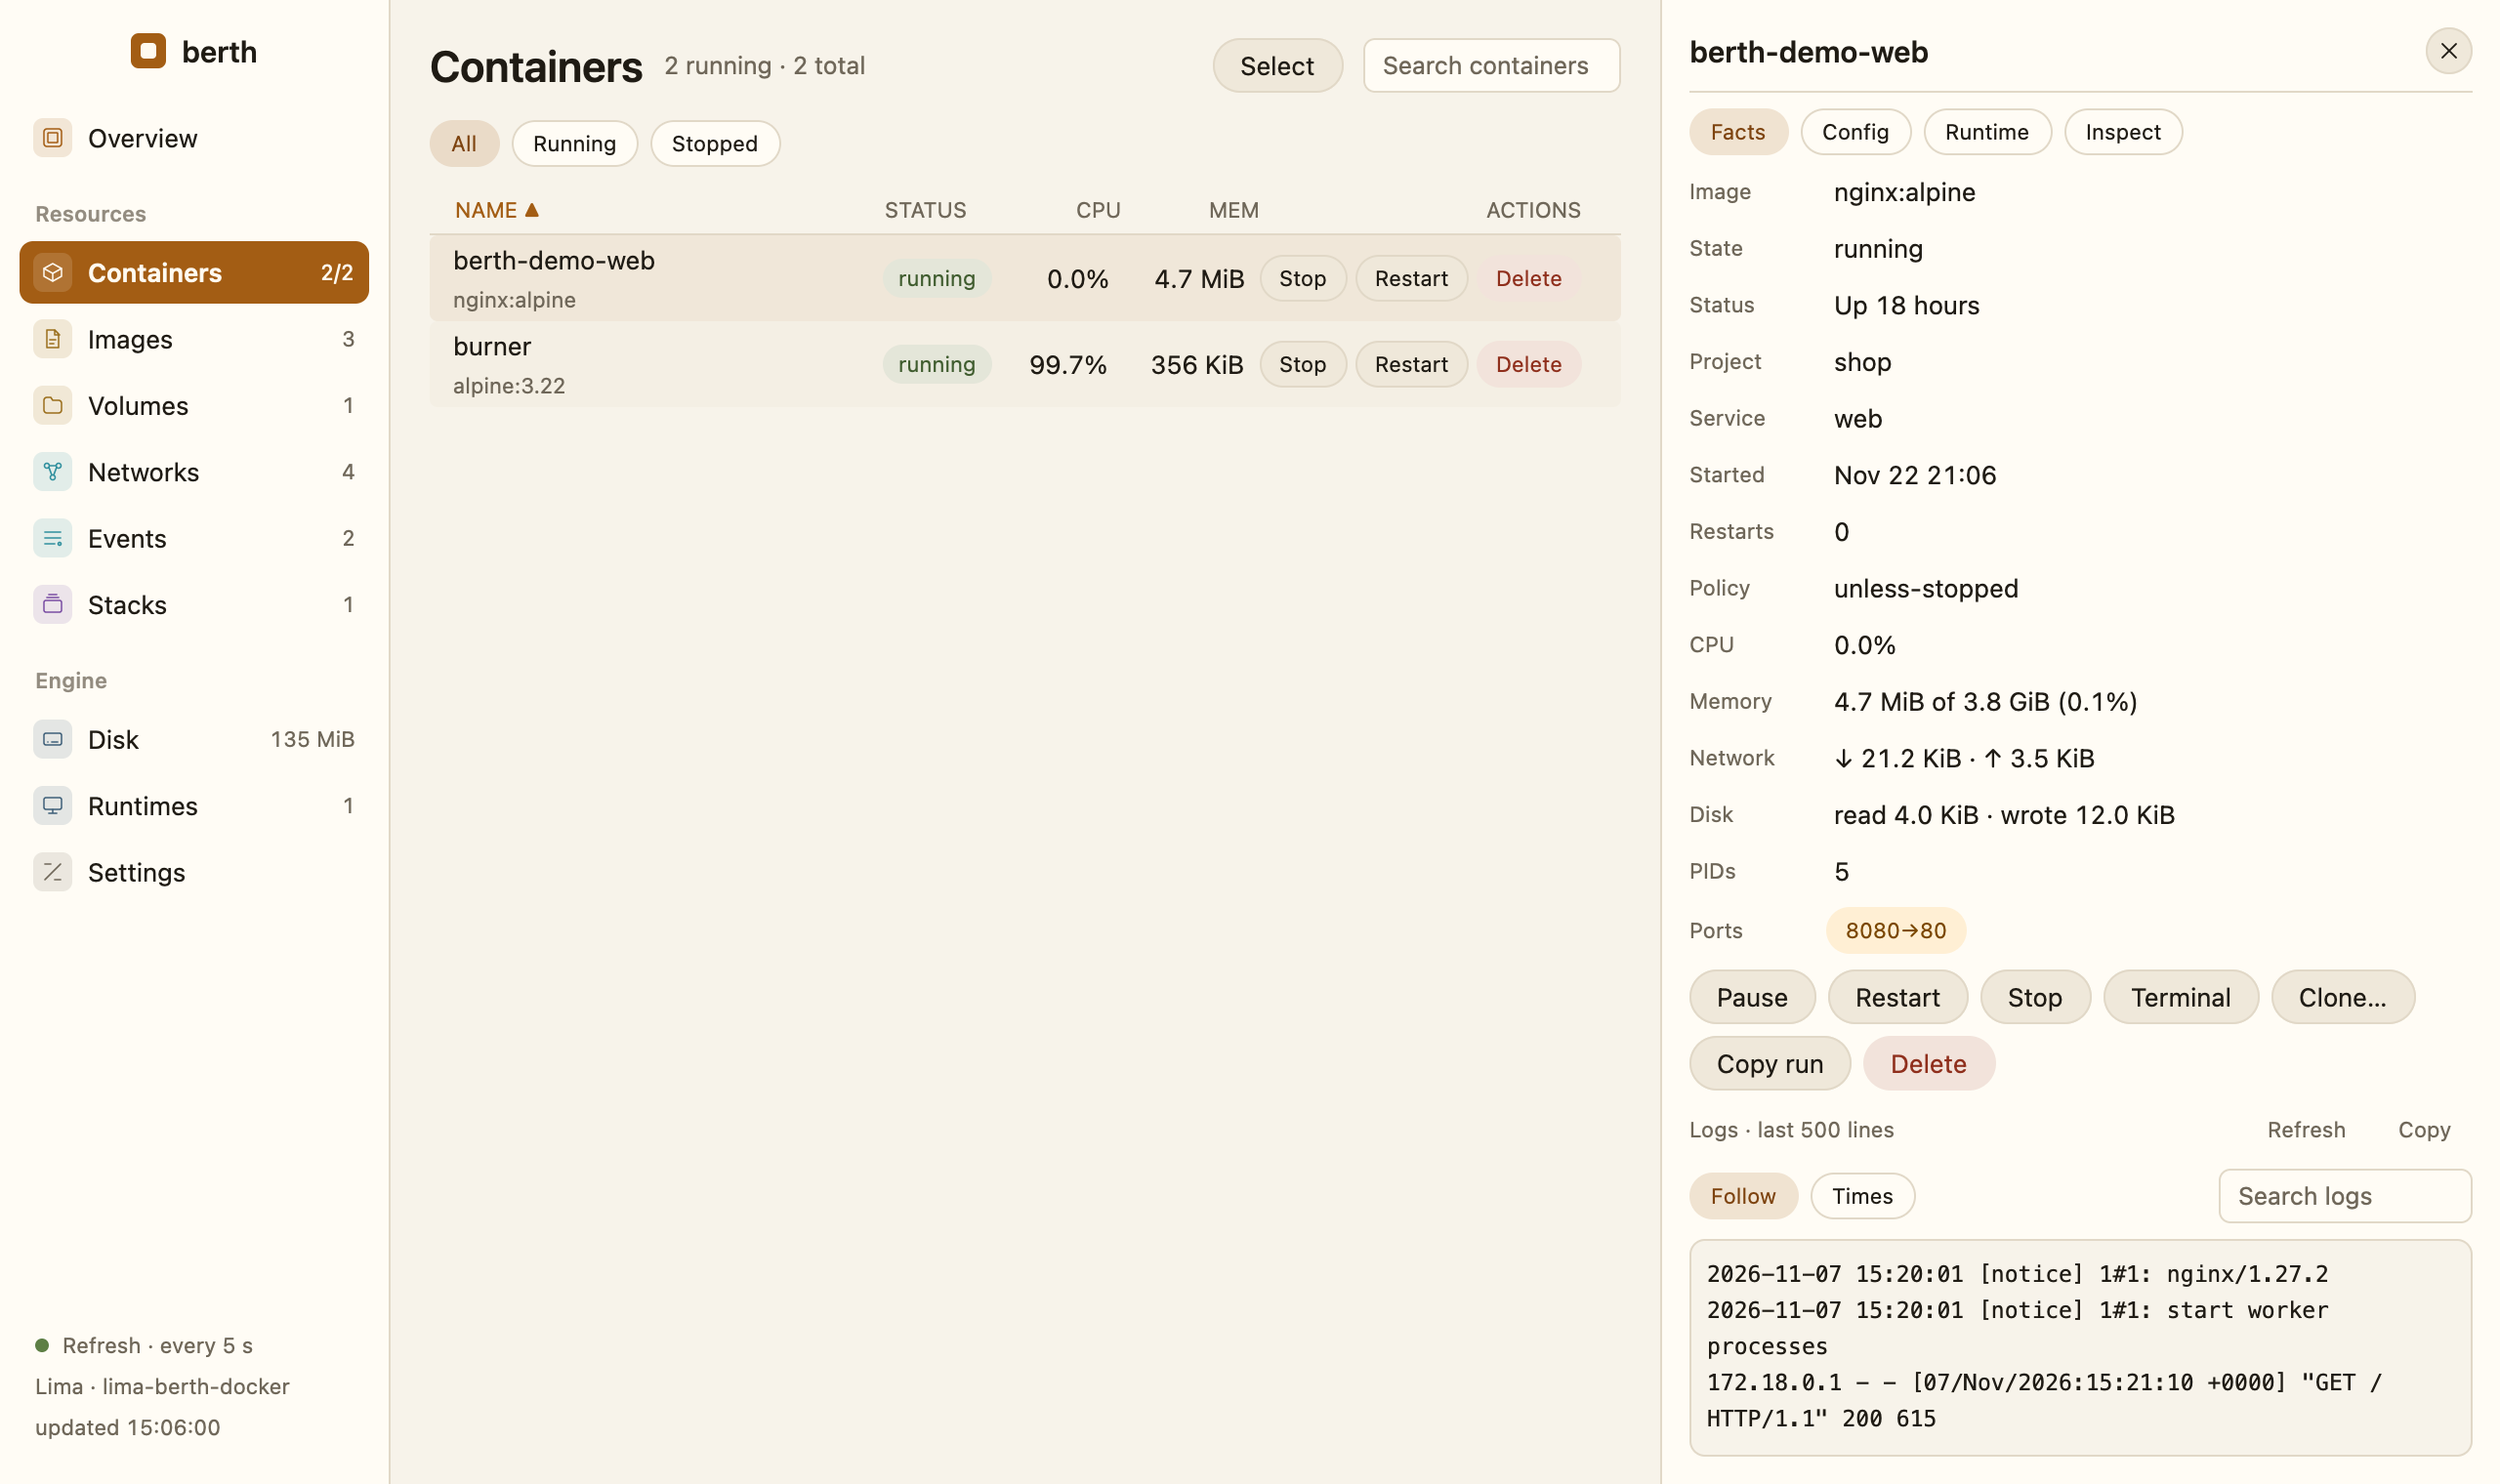 berth
Overview
Resources
Containers 2/2
Images 3
Volumes 1
Networks 4
Events 2
Stacks 1
Engine
Disk 135 MiB
Runtimes 1
Settings
Refresh · every 5 s
Lima · lima-berth-docker
updated 15:06:00
Containers 2 running · 2 total Select Search containers
All Running Stopped
NAME ▲ STATUS CPU MEM ACTIONS
berth-demo-web
nginx:alpine
running 0.0% 4.7 MiB Stop Restart Delete
burner
alpine:3.22
running 99.7% 356 KiB Stop Restart Delete
berth-demo-web
Facts Config Runtime Inspect
Image nginx:alpine
State running
Status Up 18 hours
Project shop
Service web
Started Nov 22 21:06
Restarts 0
Policy unless-stopped
CPU 0.0%
Memory 4.7 MiB of 3.8 GiB (0.1%)
Network ↓ 21.2 KiB · ↑ 3.5 KiB
Disk read 4.0 KiB · wrote 12.0 KiB
PIDs 5
Ports 8080→80
Pause Restart Stop Terminal Clone...
Copy run Delete
Logs · last 500 lines Refresh Copy
Follow Times Search logs
2026-11-07 15:20:01 [notice] 1#1: nginx/1.27.2
2026-11-07 15:20:01 [notice] 1#1: start worker
processes
172.18.0.1 - - [07/Nov/2026:15:21:10 +0000] "GET /
HTTP/1.1" 200 615